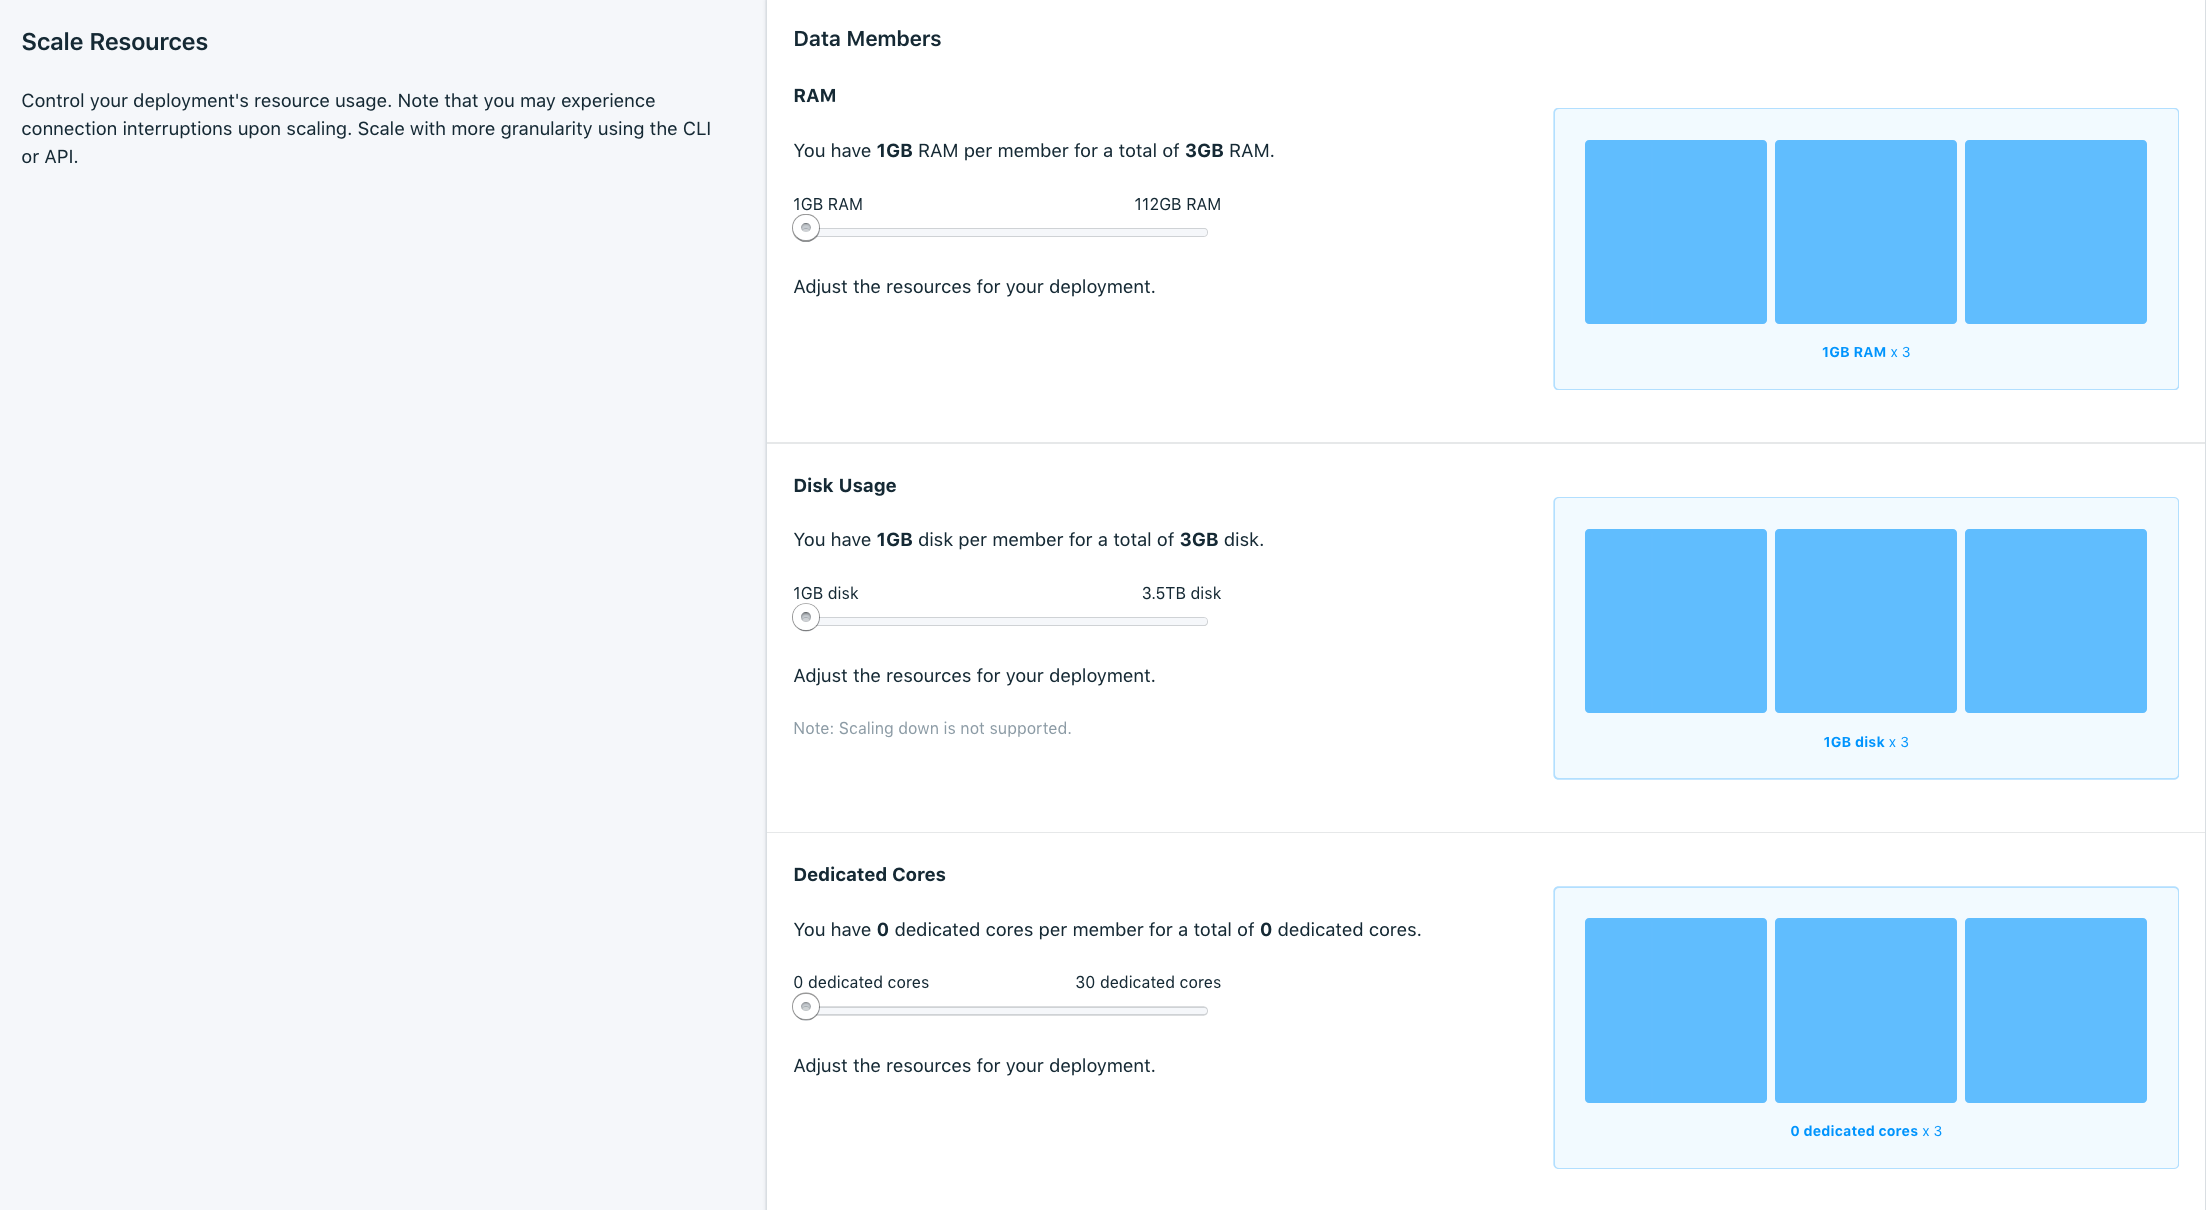 Scale Resources
Control your deployment's resource usage. Note that you may experience
connection interruptions upon scaling. Scale with more granularity using the CLI
or API.
Data Members
RAM
You have 1GB RAM per member for a total of 3GB RAM.
1GB RAM 112GB RAM
Adjust the resources for your deployment.
1GB RAM x 3
Disk Usage
You have 1GB disk per member for a total of 3GB disk.
1GB disk 3.5TB disk
Adjust the resources for your deployment.
Note: Scaling down is not supported.
1GB disk x 3
Dedicated Cores
You have 0 dedicated cores per member for a total of 0 dedicated cores.
0 dedicated cores 30 dedicated cores
Adjust the resources for your deployment.
0 dedicated cores x 3